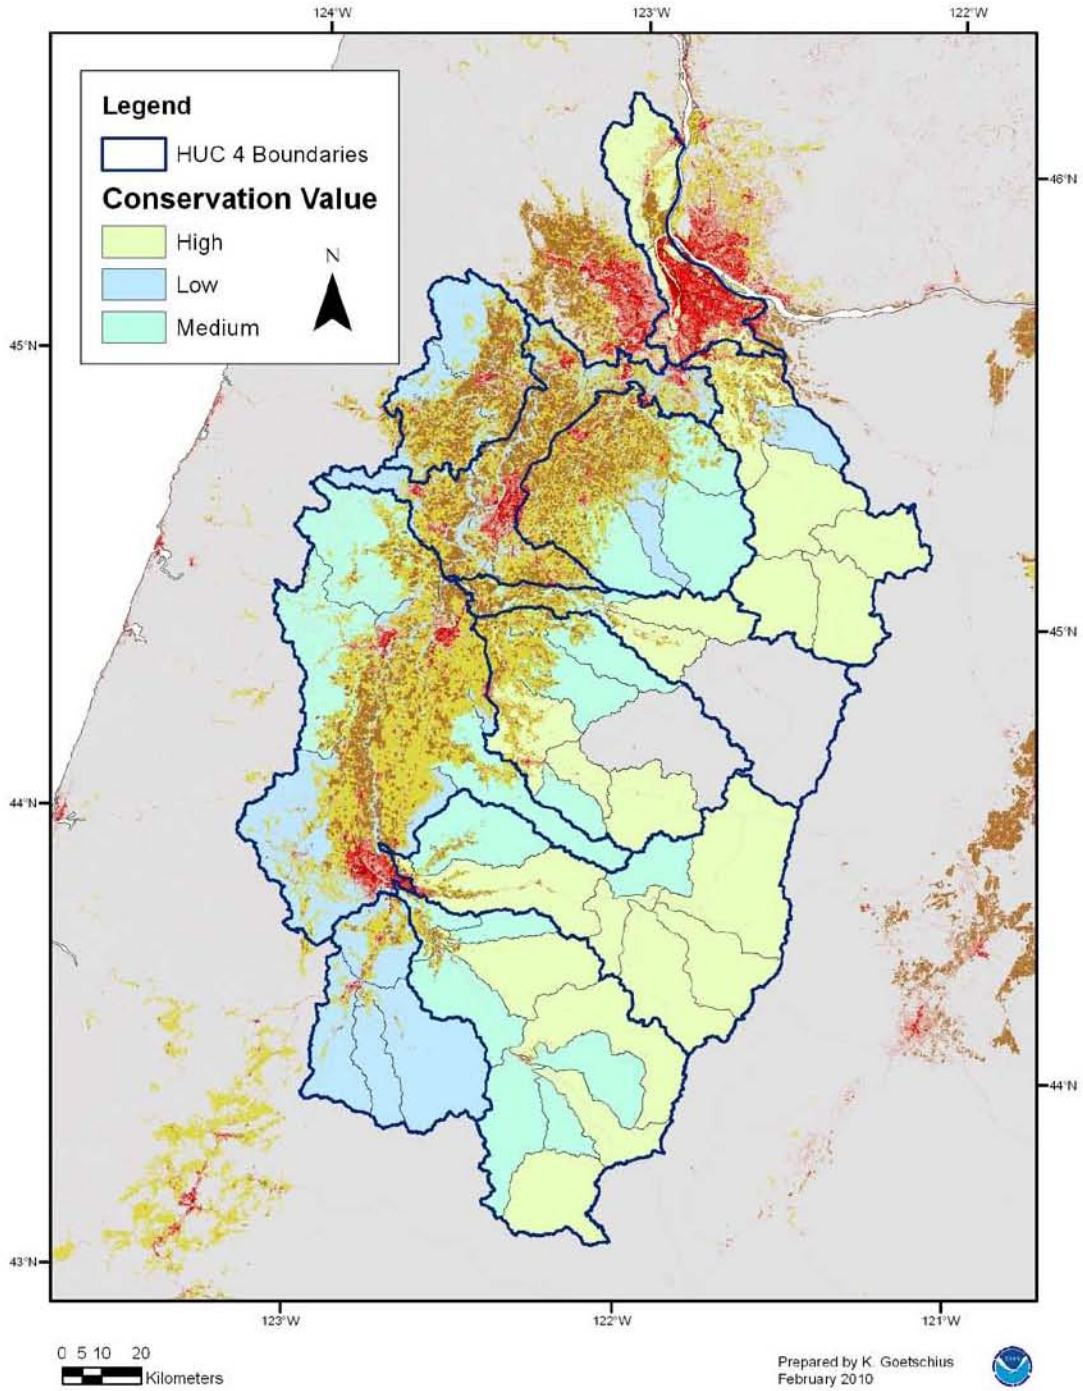 124°W 123°W 122°W
Legend
HUC 4 Boundaries
Conservation Value
High
Low
Medium
N
46°N
45°N
45°N
44°N
44°N
43°N
123°W 122°W 121°W
0 5 10 20
Kilometers
Prepared by K. Goetschius
February 2010